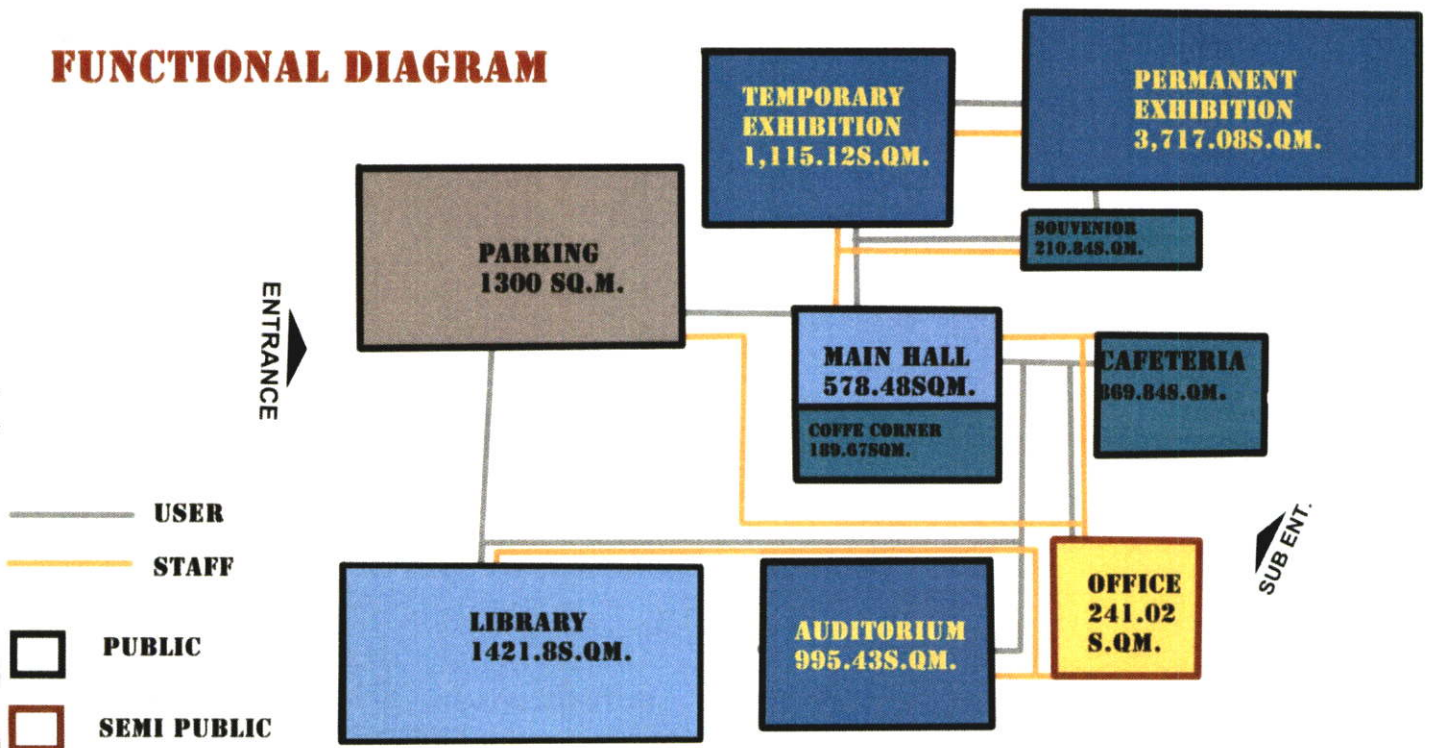 FUNCTIONAL DIAGRAM
TEMPORARY
EXHIBITION
1,115.12S.QM.
PERMANENT
EXHIBITION
3,717.08S.QM.
SOUVENIOR
210.84S.QM.
PARKING
1300 SQ.M.
ENTRANCE
MAIN HALL
578.48SQM.
COFFE CORNER
189.67SQM.
CAFETERIA
869.84S.QM.
USER
STAFF
PUBLIC
SEMI PUBLIC
LIBRARY
1421.8S.QM.
AUDITORIUM
995.43S.QM.
OFFICE
241.02
S.QM.
SUB ENT.